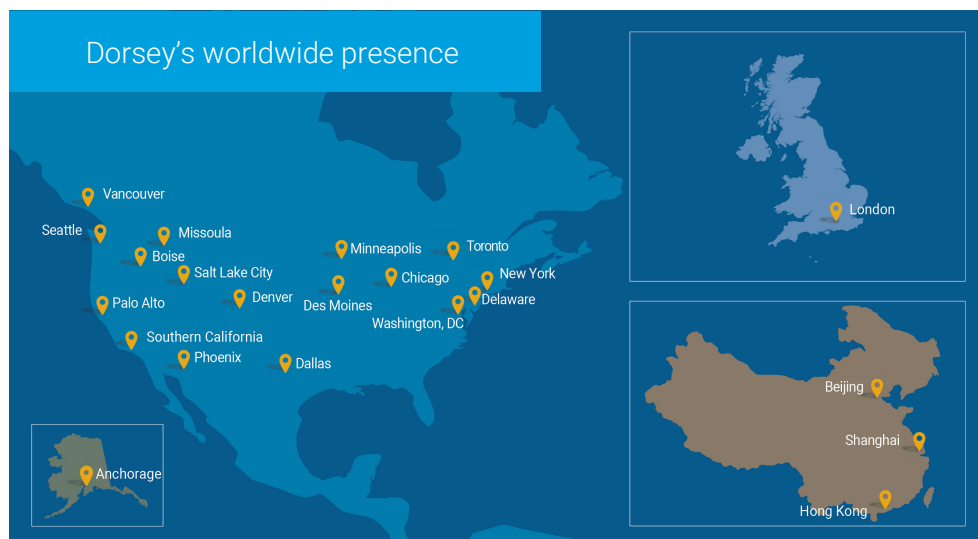 Dorsey's worldwide presence
Vancouver
Seattle
Missoula
Boise
Salt Lake City
Palo Alto
Denver
Southern California
Phoenix
Dallas
Minneapolis
Des Moines
Chicago
Toronto
New York
Delaware
Washington, DC
Anchorage
London
Beijing
Shanghai
Hong Kong